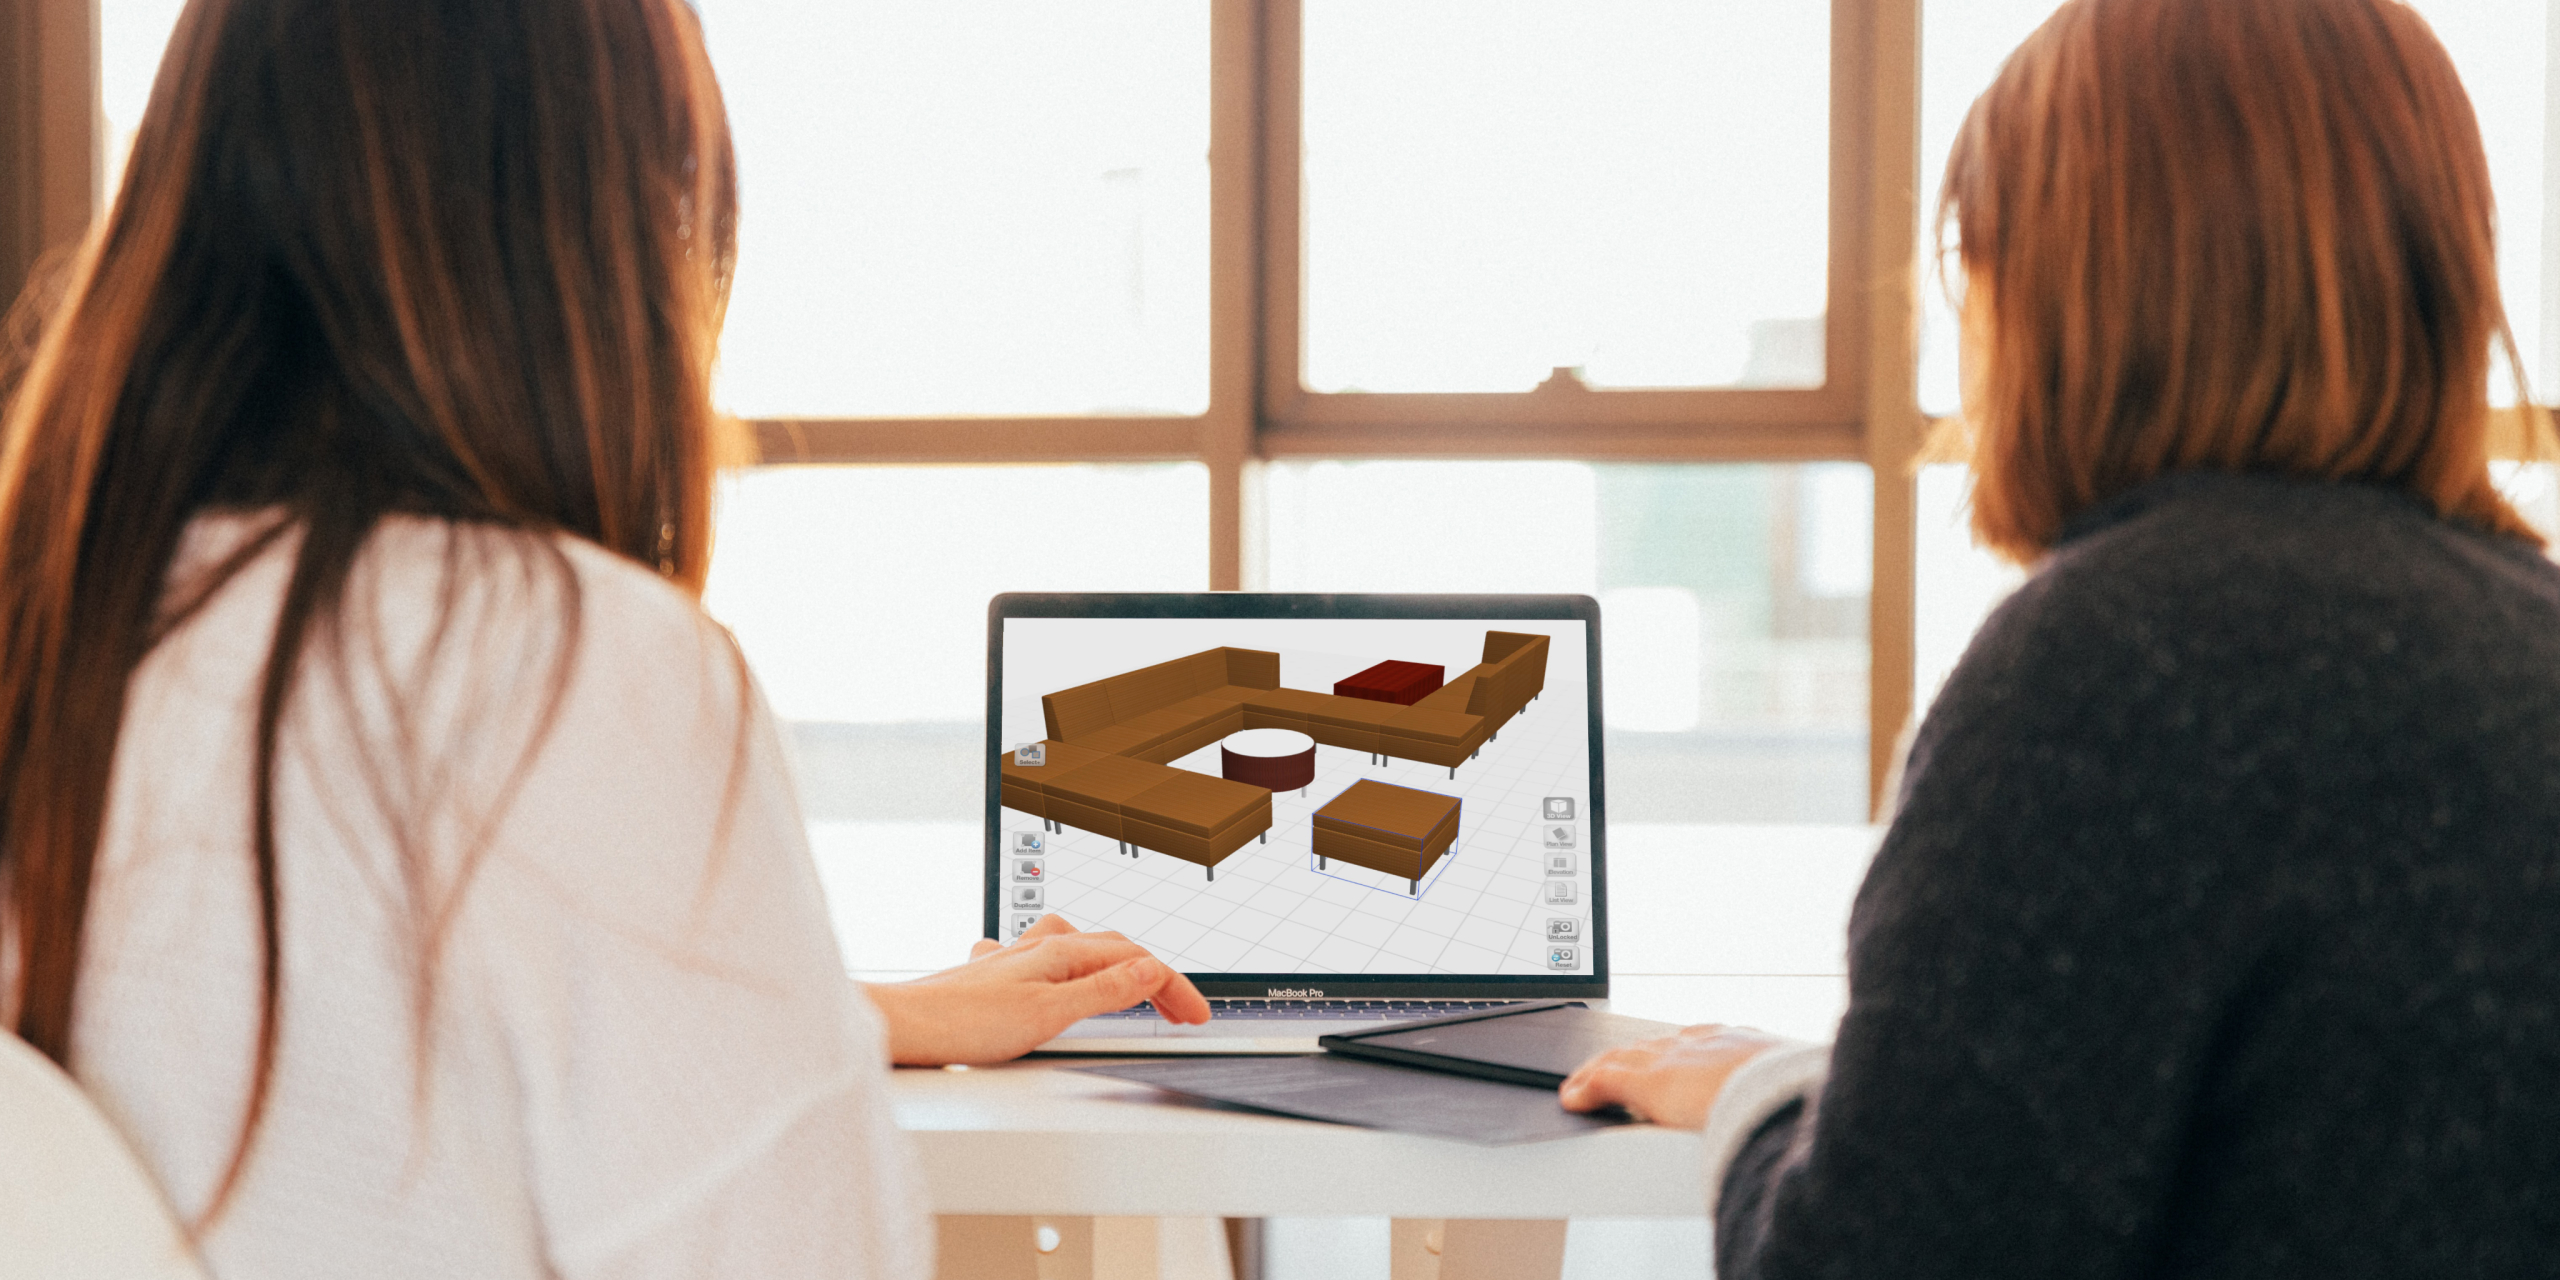 Selects
Add Item
Remove
Duplicate
3D View
Plan View
Elevation
List View
UnLocked
Reset
MacBook Pro